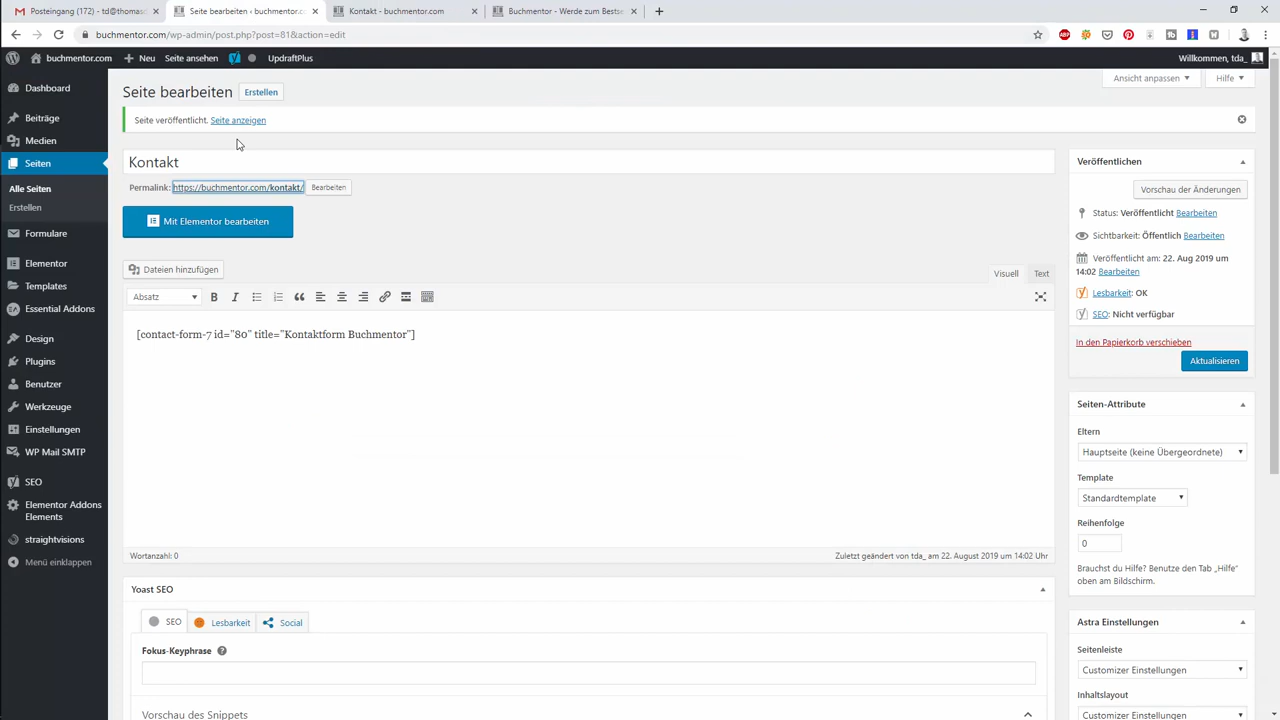 Posteingang (172) - td@thomasd
Seite bearbeiten ‹ buchmentor.co
Kontakt - buchmentor.com
Buchmentor - Werde zum Bestse
buchmentor.com/wp-admin/post.php?post=81&action=edit
buchmentor.com
Neu
Seite ansehen
UpdraftPlus
Willkommen, tda_
Dashboard
Beiträge
Medien
Seiten
Alle Seiten
Erstellen
Formulare
Elementor
Templates
Essential Addons
Design
Plugins
Benutzer
Werkzeuge
Einstellungen
WP Mail SMTP
SEO
Elementor Addons
Elements
straightvisions
Menü einklappen
Ansicht anpassen
Hilfe
Seite bearbeiten
Erstellen
Seite veröffentlicht. Seite anzeigen
Kontakt
Permalink: https://buchmentor.com/kontakt/ Bearbeiten
Mit Elementor bearbeiten
Dateien hinzufügen
Visuell
Text
Absatz
[contact-form-7 id="80" title="Kontaktform Buchmentor"]
Wortanzahl: 0
Zuletzt geändert von tda_ am 22. August 2019 um 14:02 Uhr
Yoast SEO
SEO
Lesbarkeit
Social
Fokus-Keyphrase
Vorschau des Snippets
Veröffentlichen
Vorschau der Änderungen
Status: Veröffentlicht Bearbeiten
Sichtbarkeit: Öffentlich Bearbeiten
Veröffentlicht am: 22. Aug 2019 um
14:02 Bearbeiten
Lesbarkeit: OK
SEO: Nicht verfügbar
In den Papierkorb verschieben
Aktualisieren
Seiten-Attribute
Eltern
Hauptseite (keine Übergeordnete)
Template
Standardtemplate
Reihenfolge
0
Brauchst du Hilfe? Benutze den Tab „Hilfe“
oben am Bildschirm.
Astra Einstellungen
Seitenleiste
Customizer Einstellungen
Inhaltslayout
Customizer Einstellungen